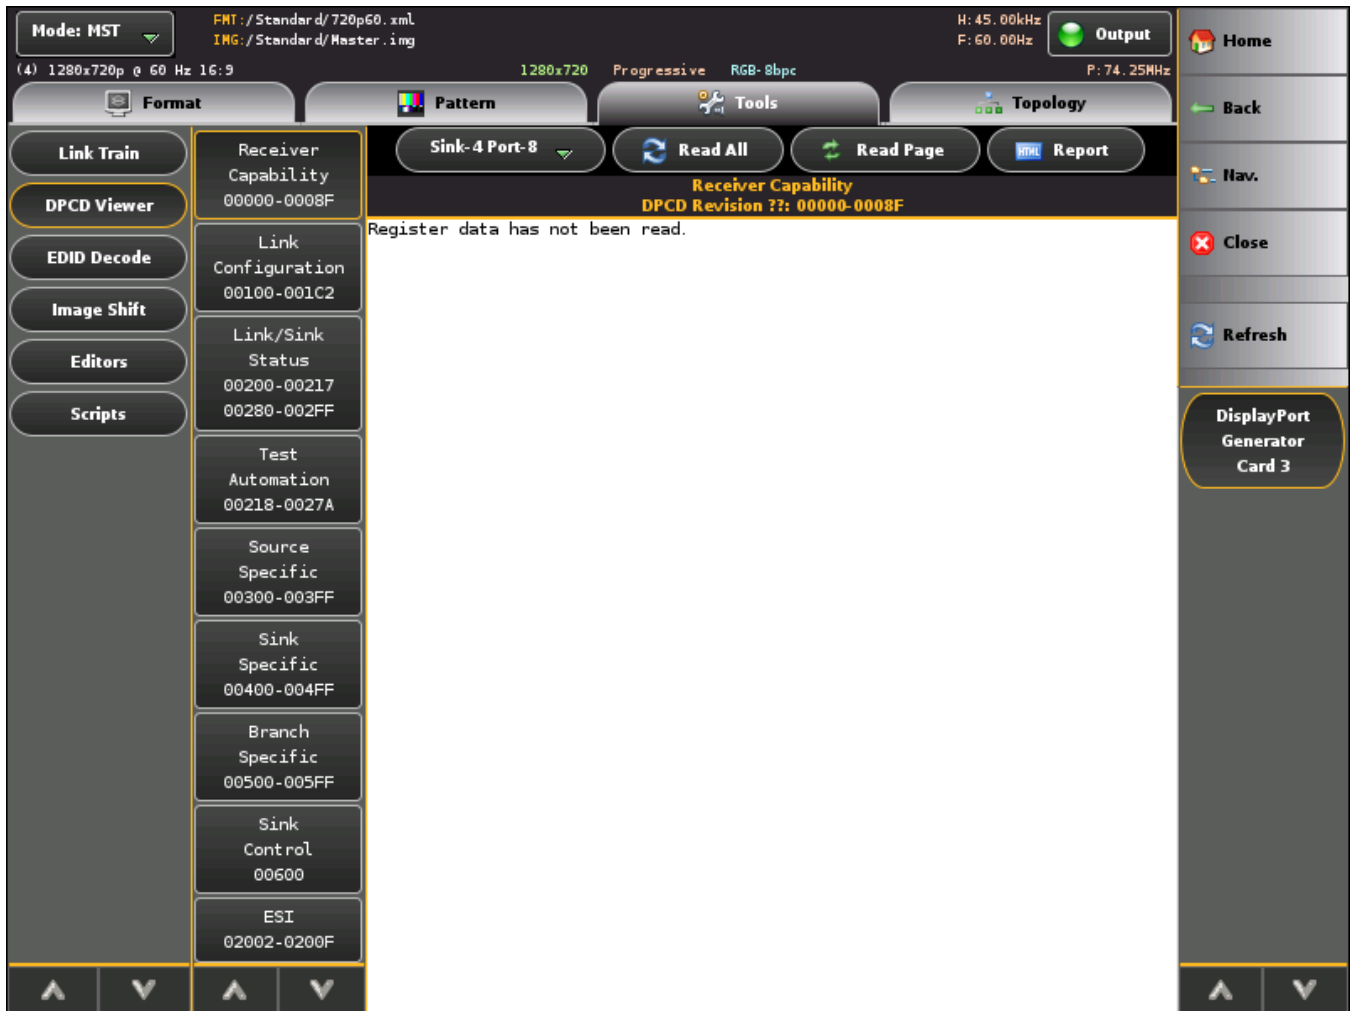 Mode: MST
FMT:/Standard/720p60.xml
IMG:/Standard/Master.img
H:45.00kHz
F:60.00Hz
Output
(4) 1280x720p @ 60 Hz 16:9
1280x720 Progressive RGB-8bpc
P:74.25MHz
Format
Pattern
Tools
Topology
Link Train
DPCD Viewer
EDID Decode
Image Shift
Editors
Scripts
Receiver
Capability
00000-0008F
Link
Configuration
00100-001C2
Link/Sink
Status
00200-00217
00280-002FF
Test
Automation
00218-0027A
Source
Specific
00300-003FF
Sink
Specific
00400-004FF
Branch
Specific
00500-005FF
Sink
Control
00600
ESI
02002-0200F
Sink-4 Port-8
Read All
Read Page
HTML Report
Receiver Capability
DPCD Revision ??: 00000-0008F
Register data has not been read.
Home
Back
Nav.
Close
Refresh
DisplayPort
Generator
Card 3